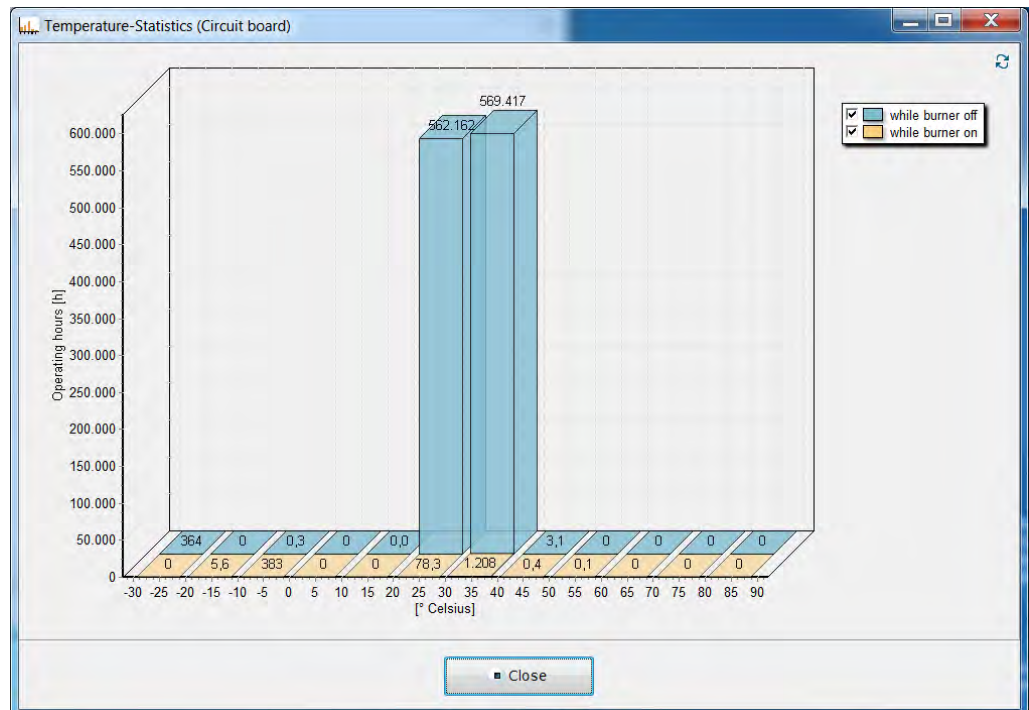 Temperature-Statistics (Circuit board)
569.417
562.162
while burner off
while burner on
600.000
550.000
500.000
450.000
400.000
350.000
300.000
250.000
200.000
150.000
100.000
50.000
0
Operating hours [h]
364 0 0,3 0 0,0 3,1 0 0 0 0
0 5,6 383 0 0 78,3 1.208 0,4 0,1 0 0 0
-30 -25 -20 -15 -10 -5 0 5 10 15 20 25 30 35 40 45 50 55 60 65 70 75 80 85 90
[° Celsius]
Close